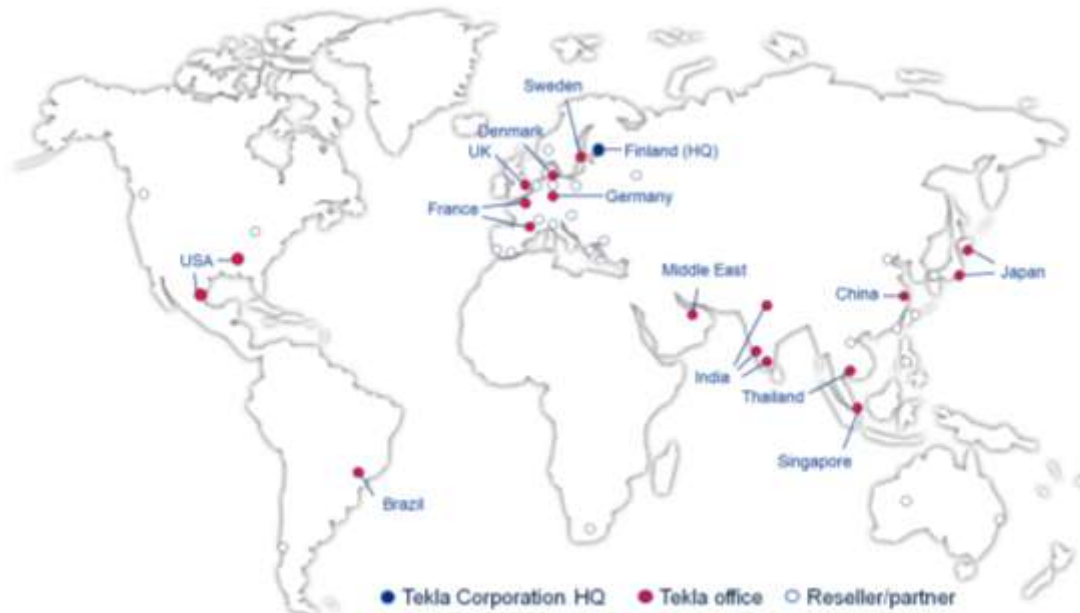 Sweden
Denmark
UK
Finland (HQ)
Germany
France
USA
Middle East
Japan
China
India
Thailand
Singapore
Brazil
Tekla Corporation HQ
Tekla office
Reseller/partner